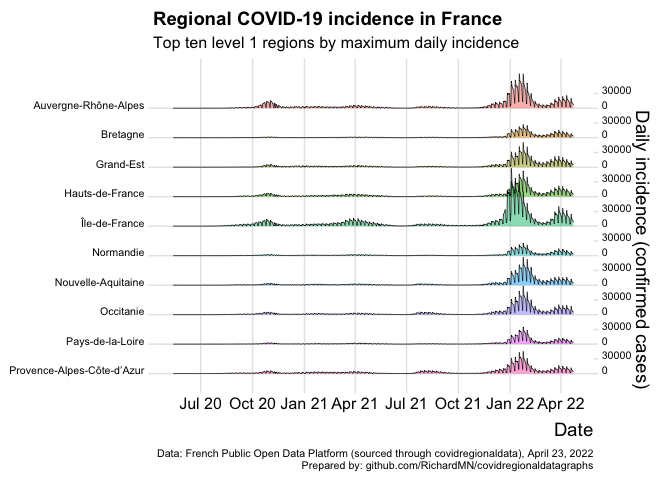 Regional COVID-19 incidence in France
Top ten level 1 regions by maximum daily incidence
Auvergne-Rhône-Alpes
30000
0
Bretagne
30000
0
Grand-Est
30000
0
Hauts-de-France
30000
0
Île-de-France
30000
0
Normandie
30000
0
Nouvelle-Aquitaine
30000
0
Occitanie
30000
0
Pays-de-la-Loire
30000
0
Provence-Alpes-Côte-d'Azur
30000
0
Daily incidence (confirmed cases)
Jul 20 Oct 20 Jan 21 Apr 21 Jul 21 Oct 21 Jan 22 Apr 22
Date
Data: French Public Open Data Platform (sourced through covidregionaldata), April 23, 2022
Prepared by: github.com/RichardMN/covidregionaldatagraphs